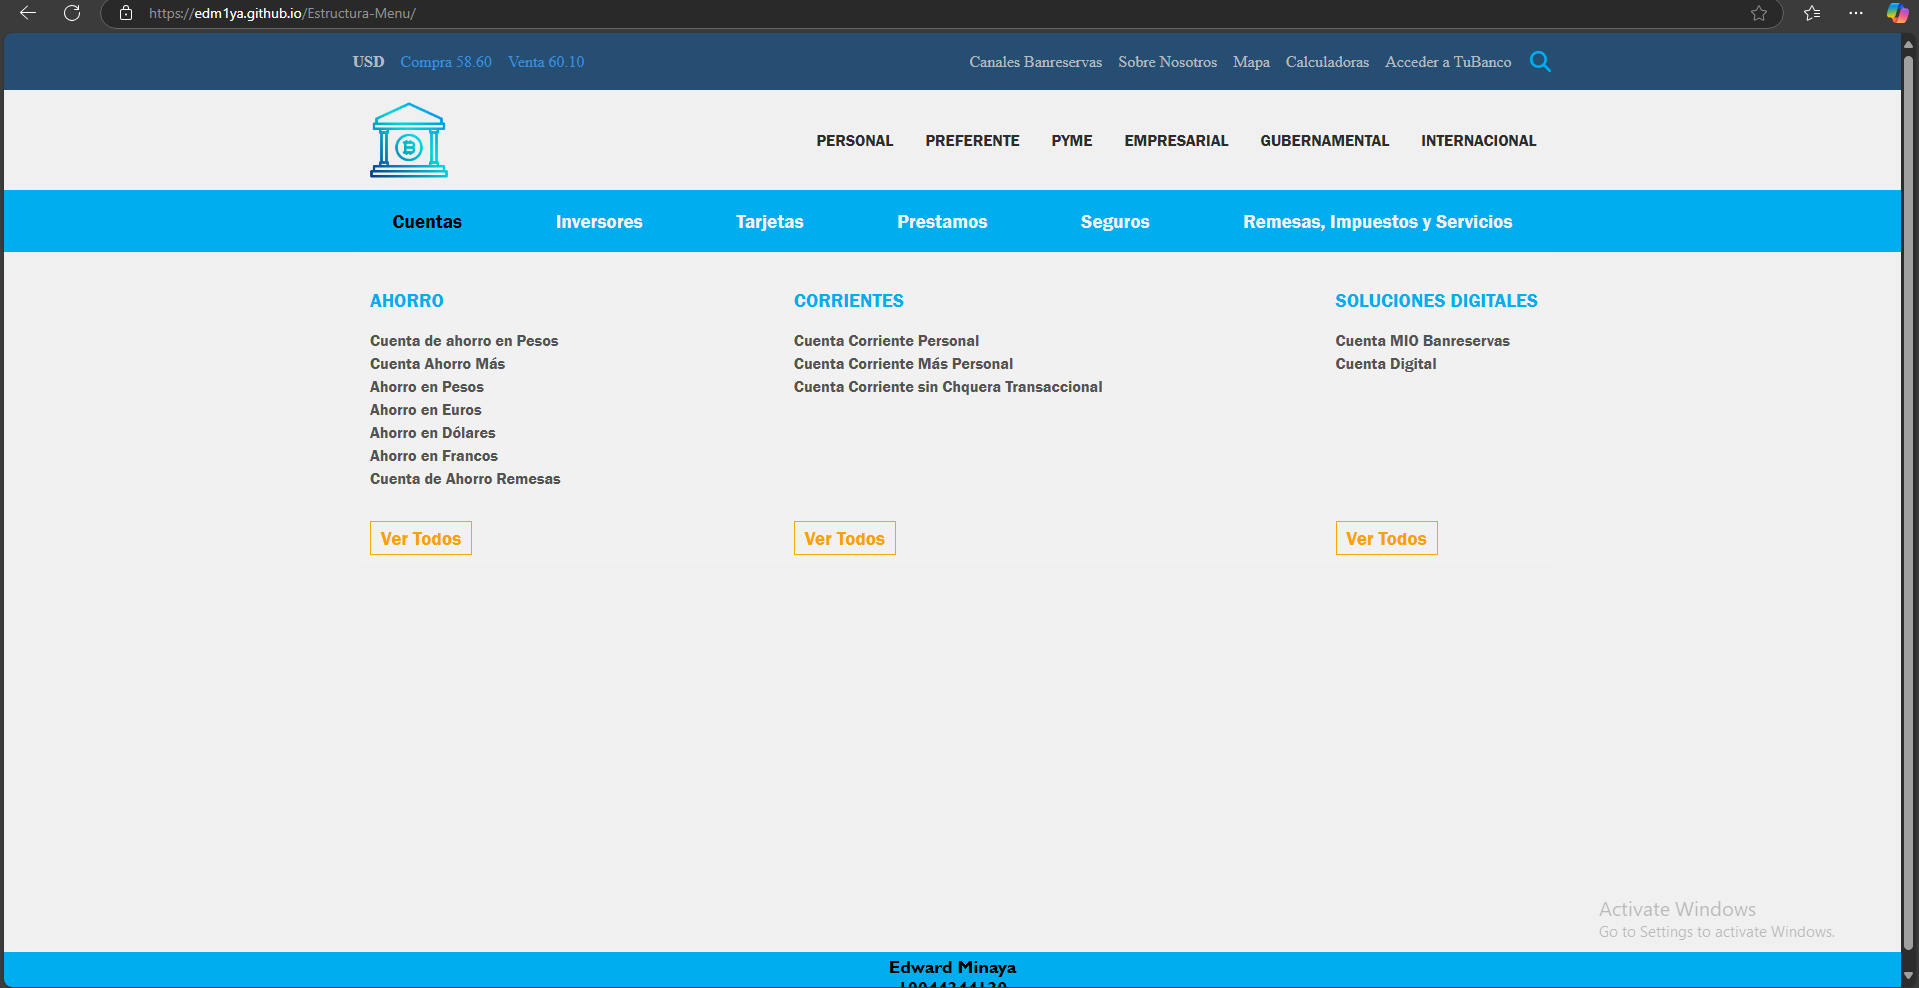 https://edm1ya.github.io/Estructura-Menu/
USD Compra 58.60 Venta 60.10 Canales Banreservas Sobre Nosotros Mapa Calculadoras Acceder a TuBanco
PERSONAL PREFERENTE PYME EMPRESARIAL GUBERNAMENTAL INTERNACIONAL
Cuentas Inversores Tarjetas Prestamos Seguros Remesas, Impuestos y Servicios
AHORRO
Cuenta de ahorro en Pesos
Cuenta Ahorro Más
Ahorro en Pesos
Ahorro en Euros
Ahorro en Dólares
Ahorro en Francos
Cuenta de Ahorro Remesas
Ver Todos
CORRIENTES
Cuenta Corriente Personal
Cuenta Corriente Más Personal
Cuenta Corriente sin Chquera Transaccional
Ver Todos
SOLUCIONES DIGITALES
Cuenta MIO Banreservas
Cuenta Digital
Ver Todos
Activate Windows
Go to Settings to activate Windows.
Edward Minaya